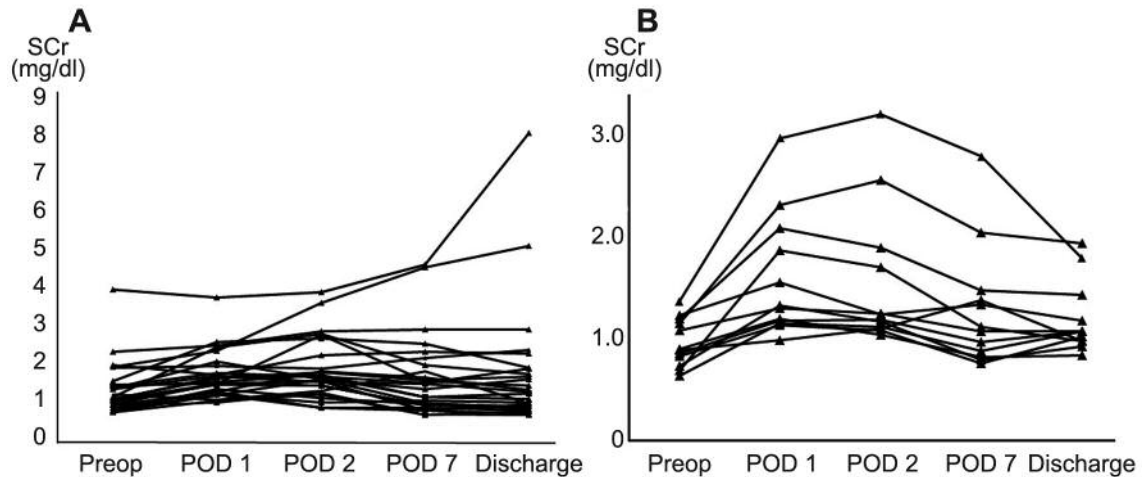 A
SCr
(mg/dl)
9
8
7
6
5
4
3
2
1
0
Preop POD 1 POD 2 POD 7 Discharge
B
SCr
(mg/dl)
3.0
2.0
1.0
0
Preop POD 1 POD 2 POD 7 Discharge